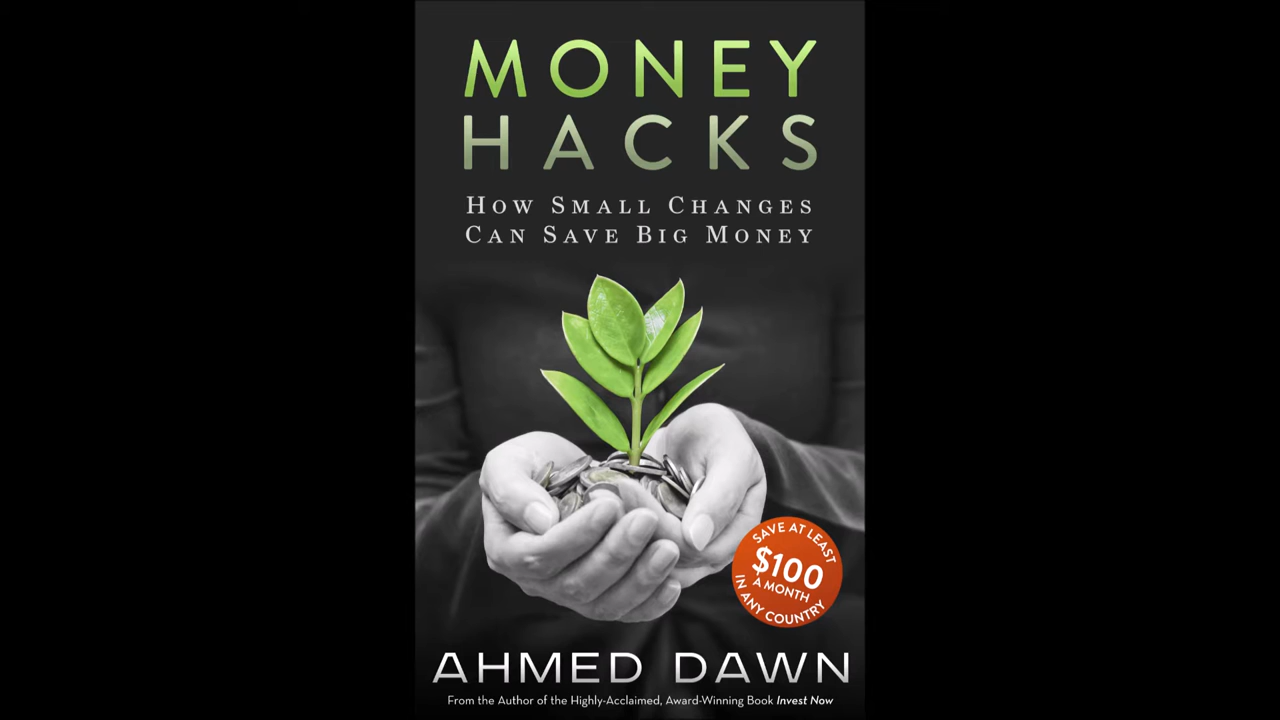 MONEY
HACKS
HOW SMALL CHANGES
CAN SAVE BIG MONEY
SAVE AT LEAST
$100
A MONTH
IN ANY COUNTRY
AHMED DAWN
From the Author of the Highly-Acclaimed, Award-Winning Book Invest Now